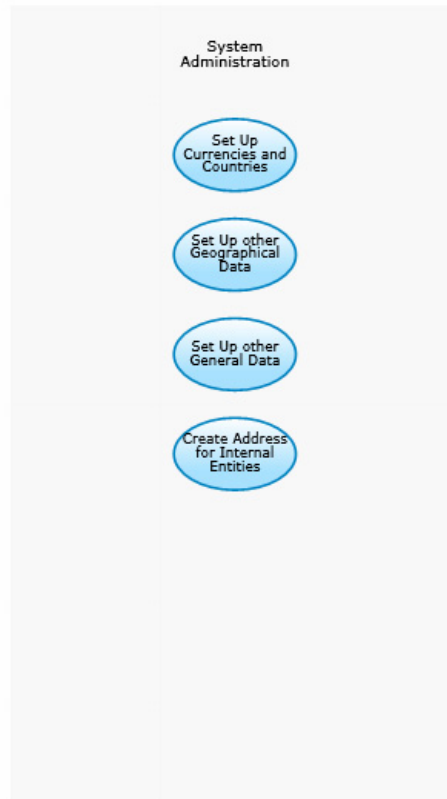 System
Administration
Set Up
Currencies and
Countries
Set Up other
Geographical
Data
Set Up other
General Data
Create Address
for Internal
Entities